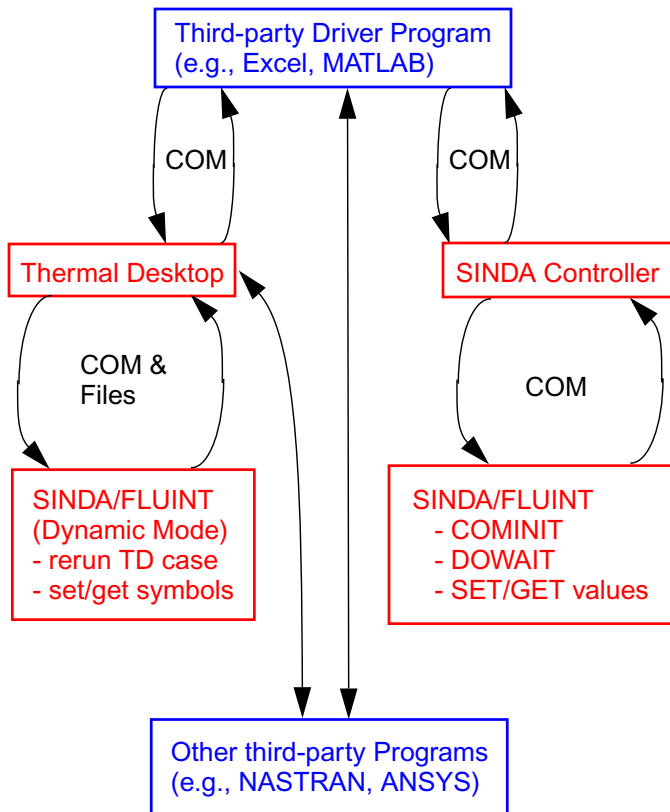 Third-party Driver Program
(e.g., Excel, MATLAB)
COM
COM
Thermal Desktop
SINDA Controller
COM &
Files
COM
SINDA/FLUINT
(Dynamic Mode)
- rerun TD case
- set/get symbols
SINDA/FLUINT
- COMINIT
- DOWAIT
- SET/GET values
Other third-party Programs
(e.g., NASTRAN, ANSYS)